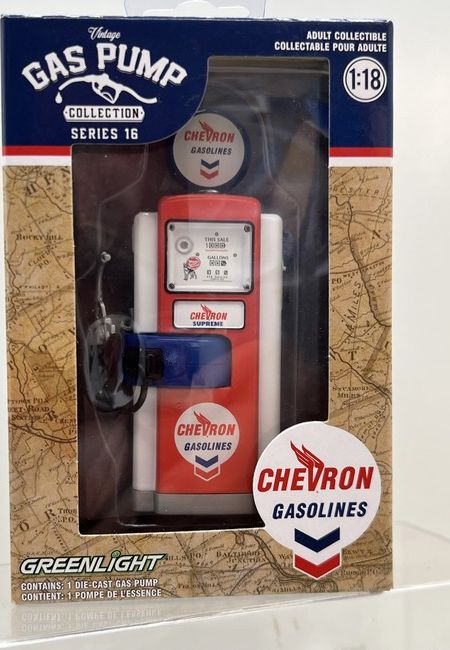 Vintage
GAS PUMP
COLLECTION
SERIES 16
ADULT COLLECTIBLE
COLLECTABLE POUR ADULTE
1:18
CHEVRON
GASOLINES
THIS SALE
GALLONS
CHEVRON
SUPREME
CHEVRON
GASOLINES
CHEVRON
GASOLINES
GREENLIGHT
CONTAINS: 1 DIE-CAST GAS PUMP
CONTIENT: 1 POMPE DE L'ESSENCE